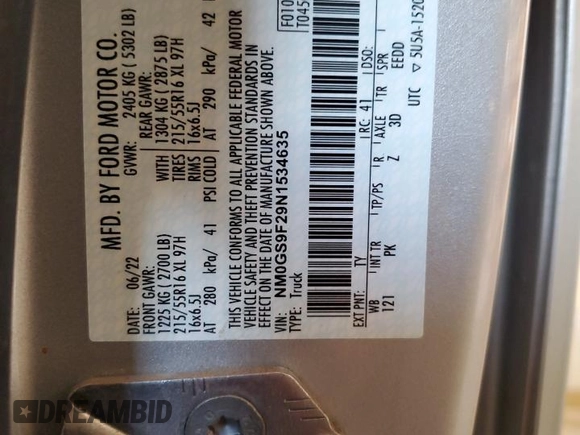 MFD. BY FORD MOTOR CO.
DATE: 06/22 GVWR: 2405 KG ( 5302 LB)
FRONT GAWR: REAR GAWR:
1225 KG ( 2700 LB) WITH 1304 KG ( 2875 LB)
215/55R16 XL 97H TIRES 215/55R16 XL 97H
16x6.5J RIMS 16x6.5J
AT 280 kPa/ 41 PSI COLD AT 290 kPa/ 42
THIS VEHICLE CONFORMS TO ALL APPLICABLE FEDERAL MOTOR
VEHICLE SAFETY AND THEFT PREVENTION STANDARDS IN
EFFECT ON THE DATE OF MANUFACTURE SHOWN ABOVE.
VIN: NM0GS9F29N1534635
TYPE: Truck
F010
T045
EXT PNT: TY RC: 41 DSO:
WB INT TR TP/PS R AXLE TR SPR
121 PK Z 3D EEDD
UTC ▽ 5U5A-1520
DREAMBID